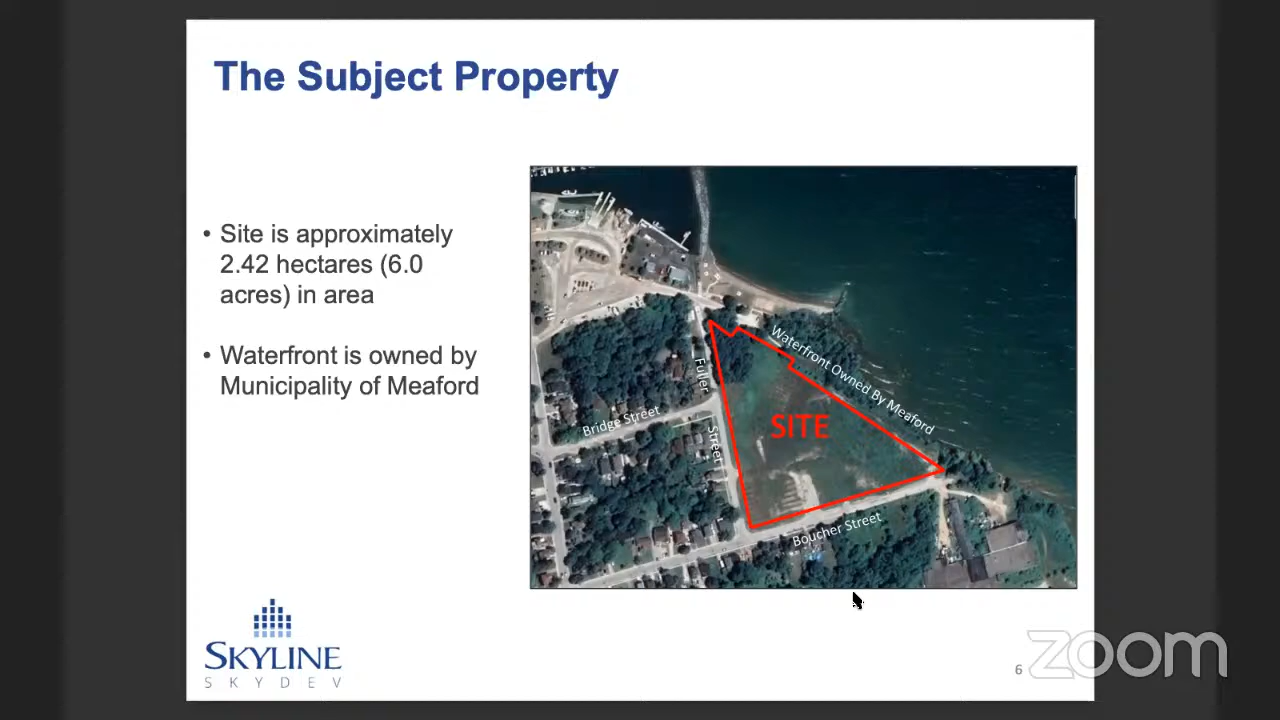 The Subject Property
• Site is approximately
2.42 hectares (6.0
acres) in area
• Waterfront is owned by
Municipality of Meaford
Waterfront Owned By Meaford
Fuller
Street
Bridge Street
SITE
Boucher Street
SKYLINE
SKYDEV
6
zoom